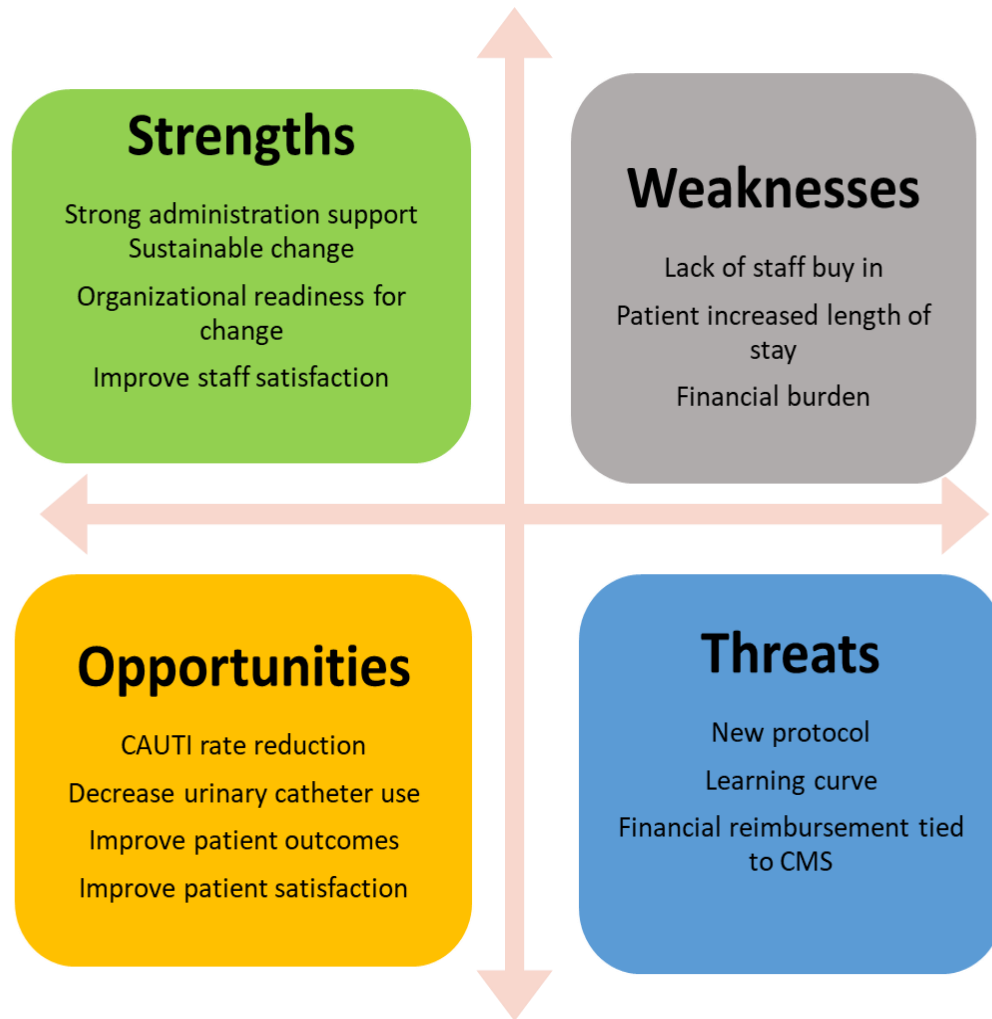 Strengths
Strong administration support
Sustainable change
Organizational readiness for
change
Improve staff satisfaction
Weaknesses
Lack of staff buy in
Patient increased length of
stay
Financial burden
Opportunities
CAUTI rate reduction
Decrease urinary catheter use
Improve patient outcomes
Improve patient satisfaction
Threats
New protocol
Learning curve
Financial reimbursement tied
to CMS